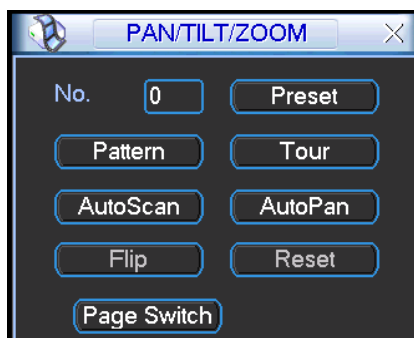 PAN/TILT/ZOOM
No. 0 Preset
Pattern Tour
AutoScan AutoPan
Flip Reset
Page Switch